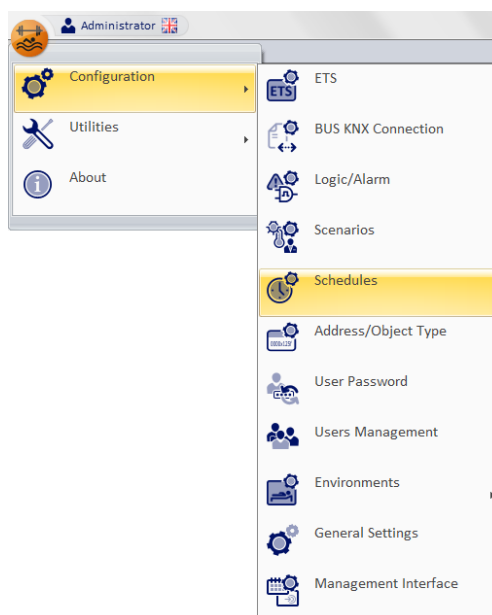 Administrator
Configuration
Utilities
About
ETS
ETS
BUS KNX Connection
Logic/Alarm
Scenarios
Schedules
Address/Object Type
User Password
Users Management
Environments
General Settings
Management Interface